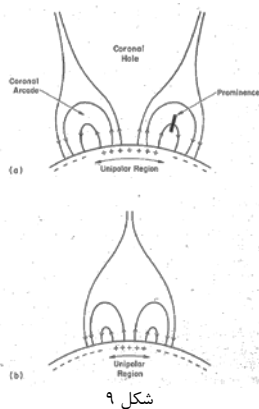 Coronal
Hole
Coronal
Arcade
Prominence
+ + + + + +
Unipolar Region
(a)
+ + + + +
Unipolar
Region
(b)
شکل ۹